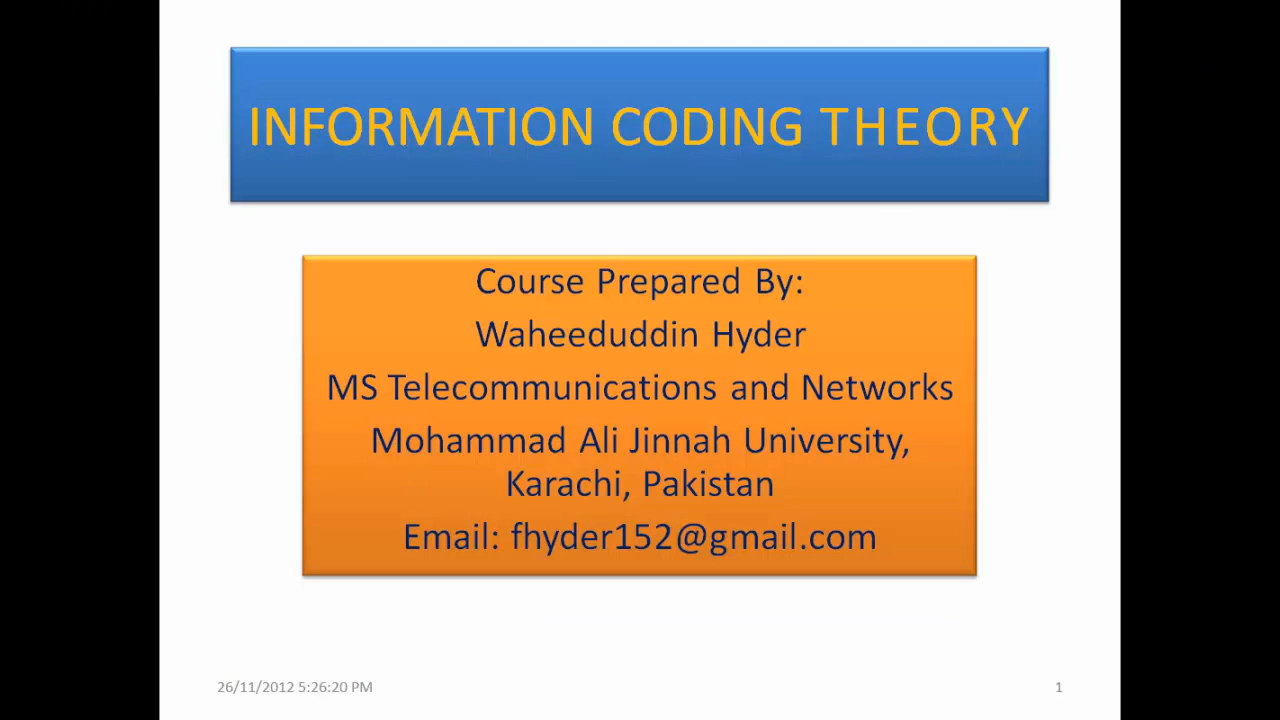 INFORMATION CODING THEORY
Course Prepared By:
Waheeduddin Hyder
MS Telecommunications and Networks
Mohammad Ali Jinnah University,
Karachi, Pakistan
Email: fhyder152@gmail.com
26/11/2012 5:26:20 PM
1